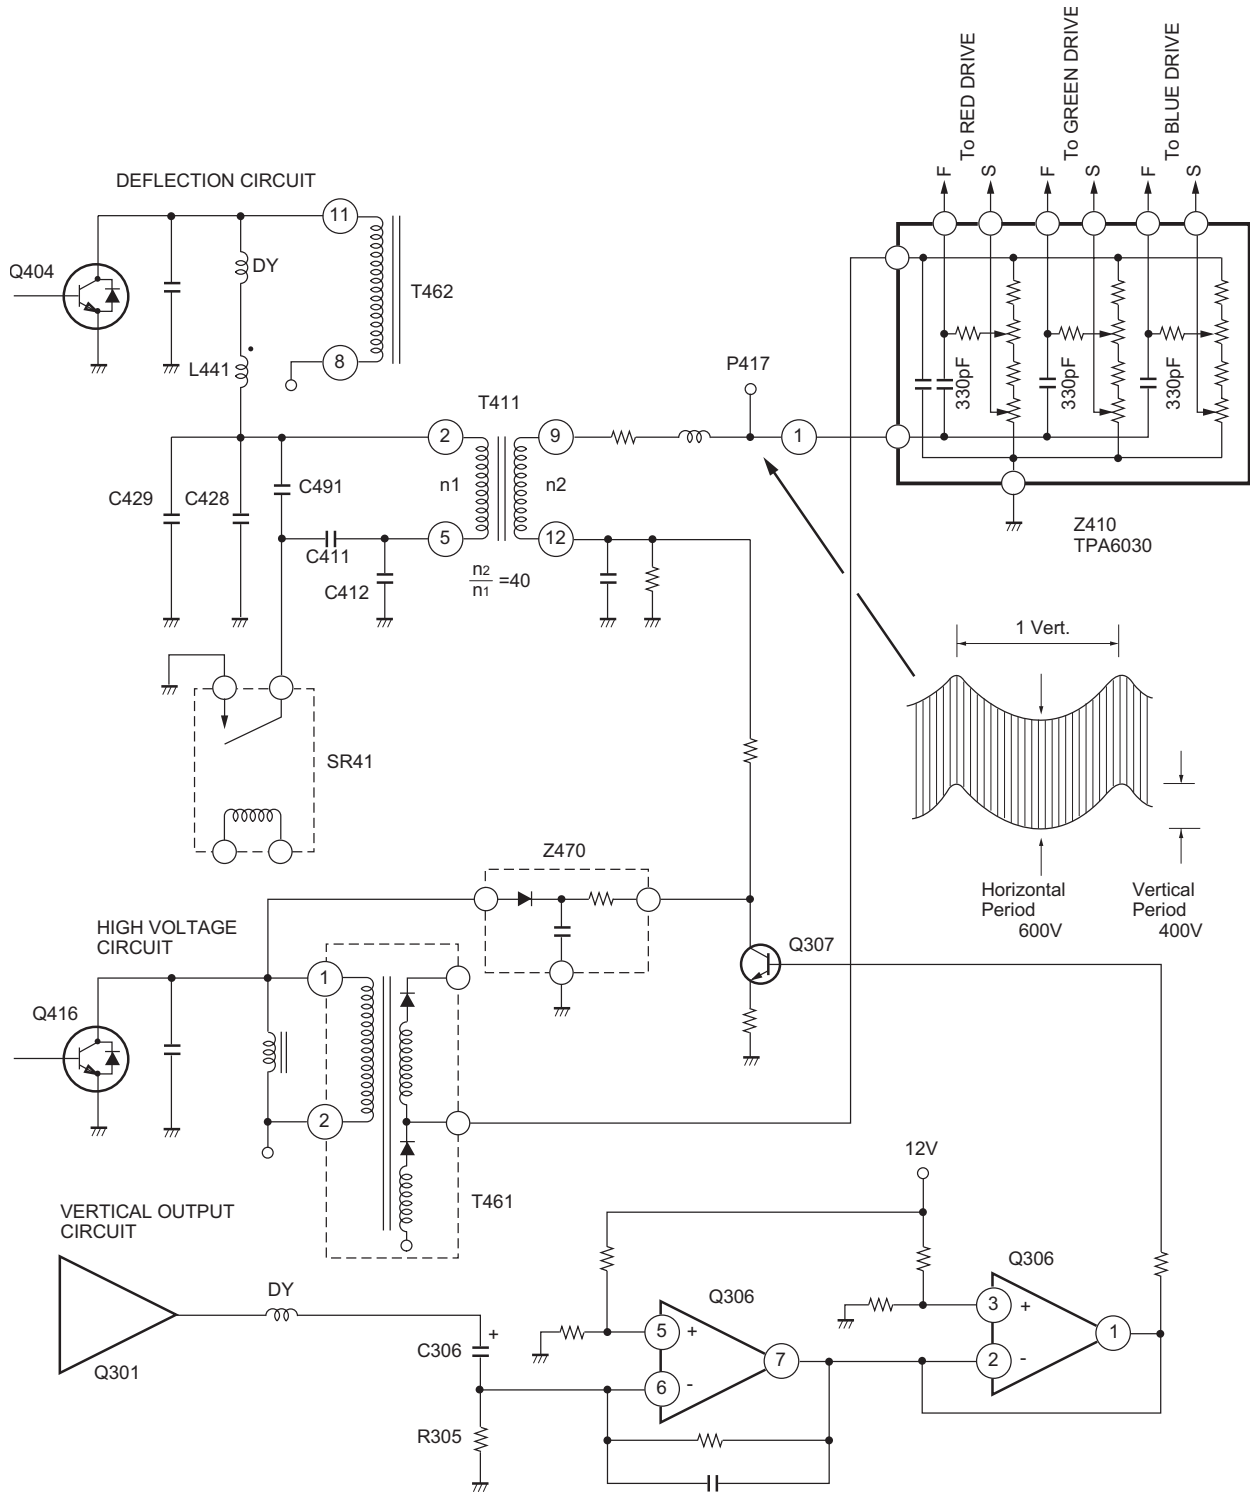 To RED DRIVE
To GREEN DRIVE
To BLUE DRIVE
F
S
F
S
F
S
DEFLECTION CIRCUIT
Q404
11
DY
T462
L441
8
330pF
330pF
330pF
P417
T411
2
9
1
n1
n2
C429
C428
C491
5
12
C411
C412
n2
n1
=40
Z410
TPA6030
1 Vert.
SR41
Horizontal
Period
600V
Vertical
Period
400V
Z470
HIGH VOLTAGE
CIRCUIT
Q307
1
Q416
2
T461
12V
VERTICAL OUTPUT
CIRCUIT
DY
Q301
+
C306
R305
Q306
5
+
6
-
7
Q306
3
+
2
-
1